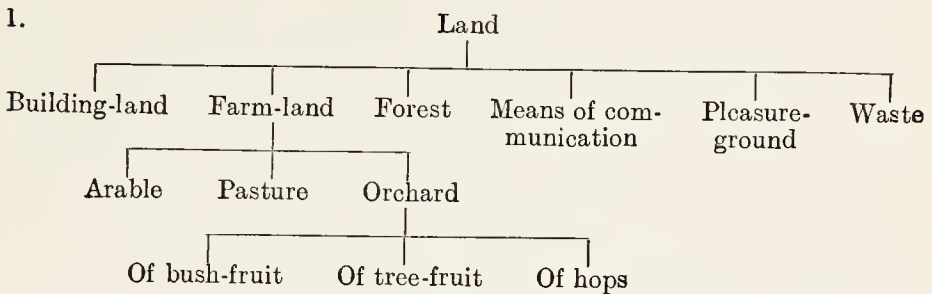 1.
Land
Building-land Farm-land Forest Means of com- Pleasure- Waste
munication ground
Arable Pasture Orchard
Of bush-fruit Of tree-fruit Of hops